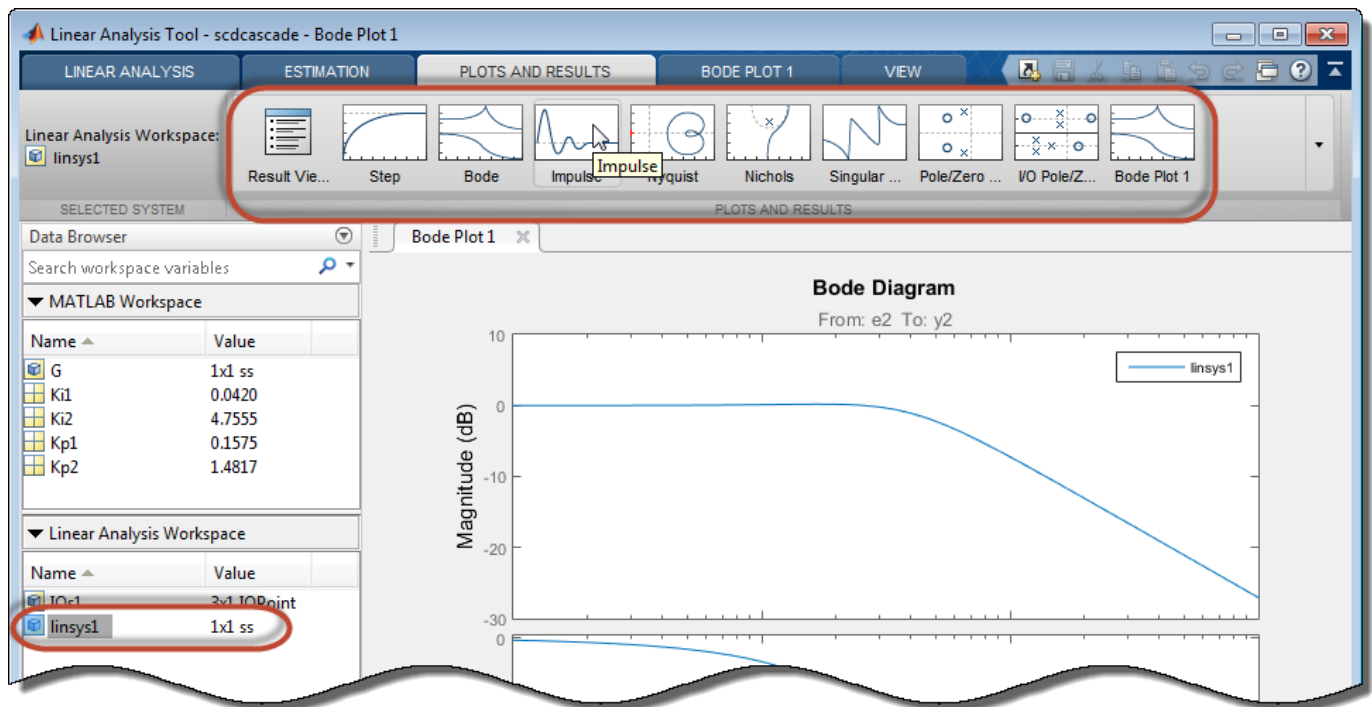 Linear Analysis Tool - scdcascade - Bode Plot 1
LINEAR ANALYSIS ESTIMATION PLOTS AND RESULTS BODE PLOT 1 VIEW
Linear Analysis Workspace:
linsys1
Result Vie... Step Bode Impulse Nyquist Nichols Singular ... Pole/Zero ... I/O Pole/Z... Bode Plot 1
Impulse
SELECTED SYSTEM PLOTS AND RESULTS
Data Browser
Search workspace variables
MATLAB Workspace
Name Value
G 1x1 ss
Ki1 0.0420
Ki2 4.7555
Kp1 0.1575
Kp2 1.4817
Linear Analysis Workspace
Name Value
IOs1 3x1 IOPoint
linsys1 1x1 ss
Bode Plot 1
Bode Diagram
From: e2 To: y2
linsys1
Magnitude (dB)
10
0
-10
-20
-30
0